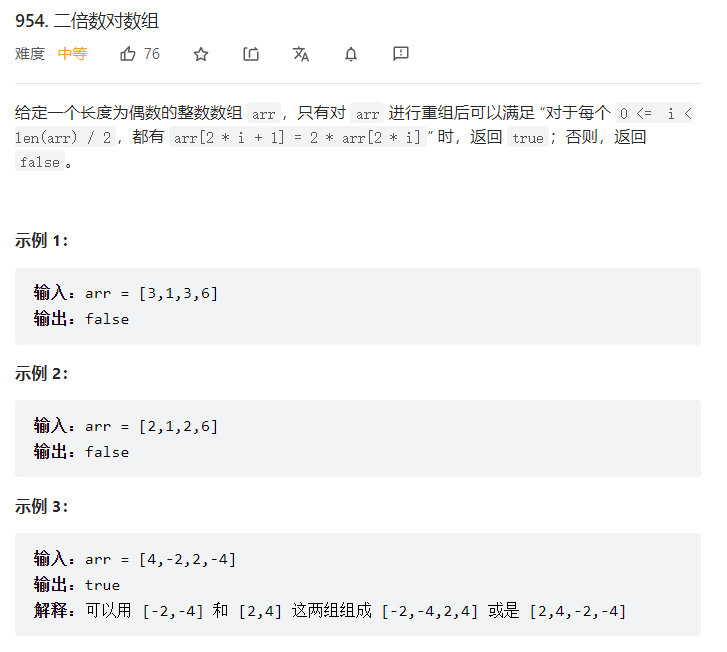 954. 二倍数对数组
难度 中等 76
给定一个长度为偶数的整数数组 arr，只有对 arr 进行重组后可以满足 “对于每个 0 <= i <
len(arr) / 2，都有 arr[2 * i + 1] = 2 * arr[2 * i]” 时，返回 true；否则，返回
false。
示例 1：
输入：arr = [3,1,3,6]
输出：false
示例 2：
输入：arr = [2,1,2,6]
输出：false
示例 3：
输入：arr = [4,-2,2,-4]
输出：true
解释：可以用 [-2,-4] 和 [2,4] 这两组组成 [-2,-4,2,4] 或是 [2,4,-2,-4]